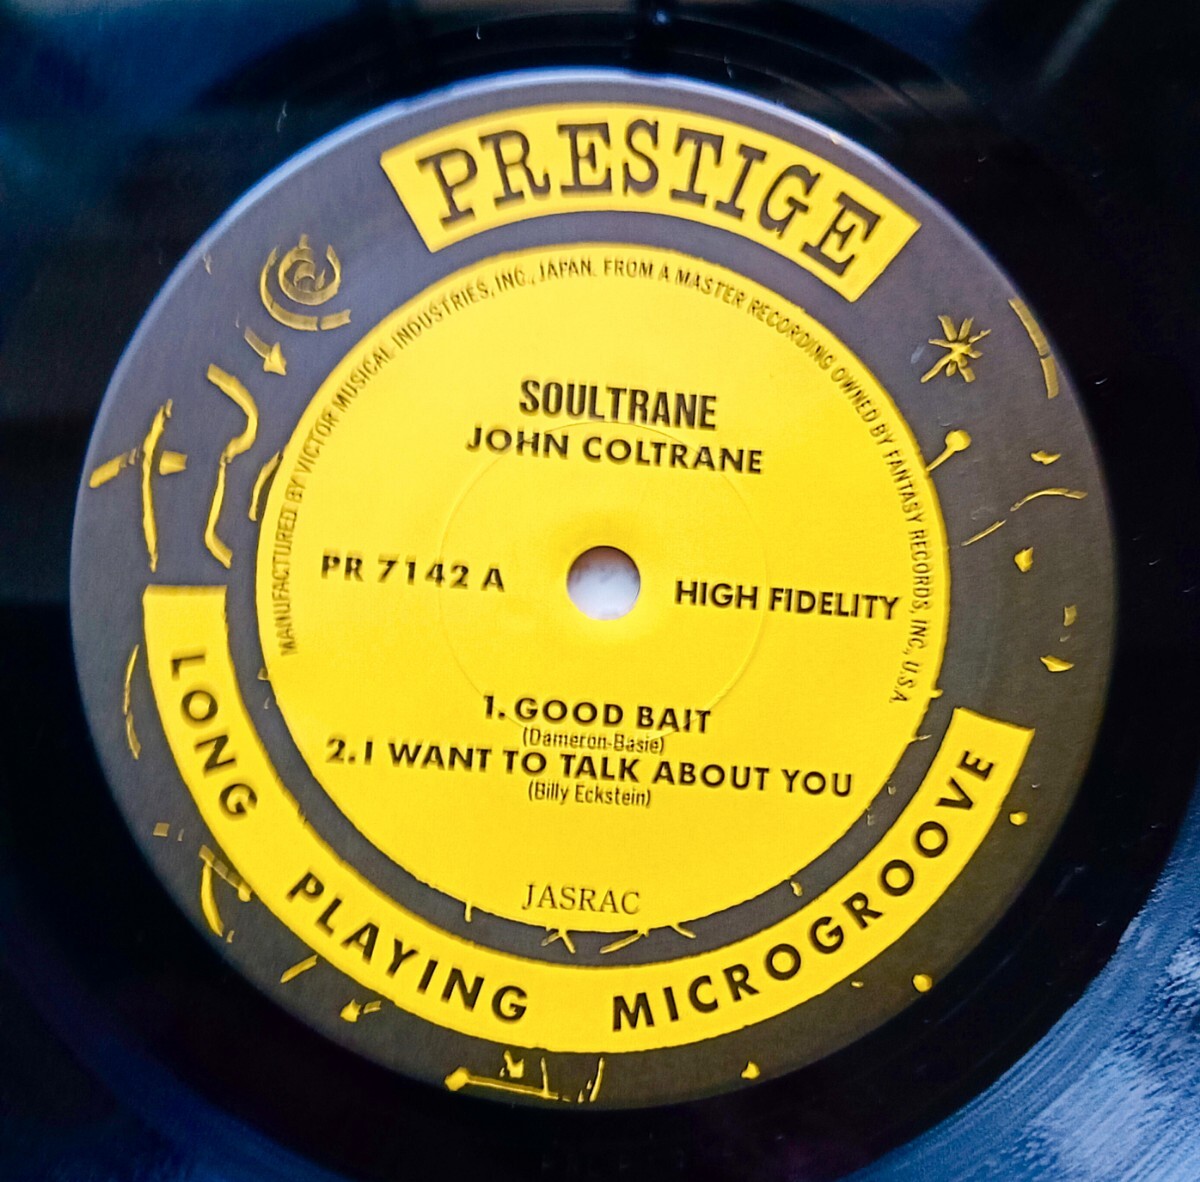 PRESTIGE
MANUFACTURED BY VICTOR MUSICAL INDUSTRIES, INC., JAPAN. FROM A MASTER RECORDING OWNED BY FANTASY RECORDS, INC., U.S.A.
SOULTRANE
JOHN COLTRANE
PR 7142 A
HIGH FIDELITY
1. GOOD BAIT
(Dameron-Basie)
2. I WANT TO TALK ABOUT YOU
(Billy Eckstein)
JASRAC
LONG PLAYING MICROGROOVE